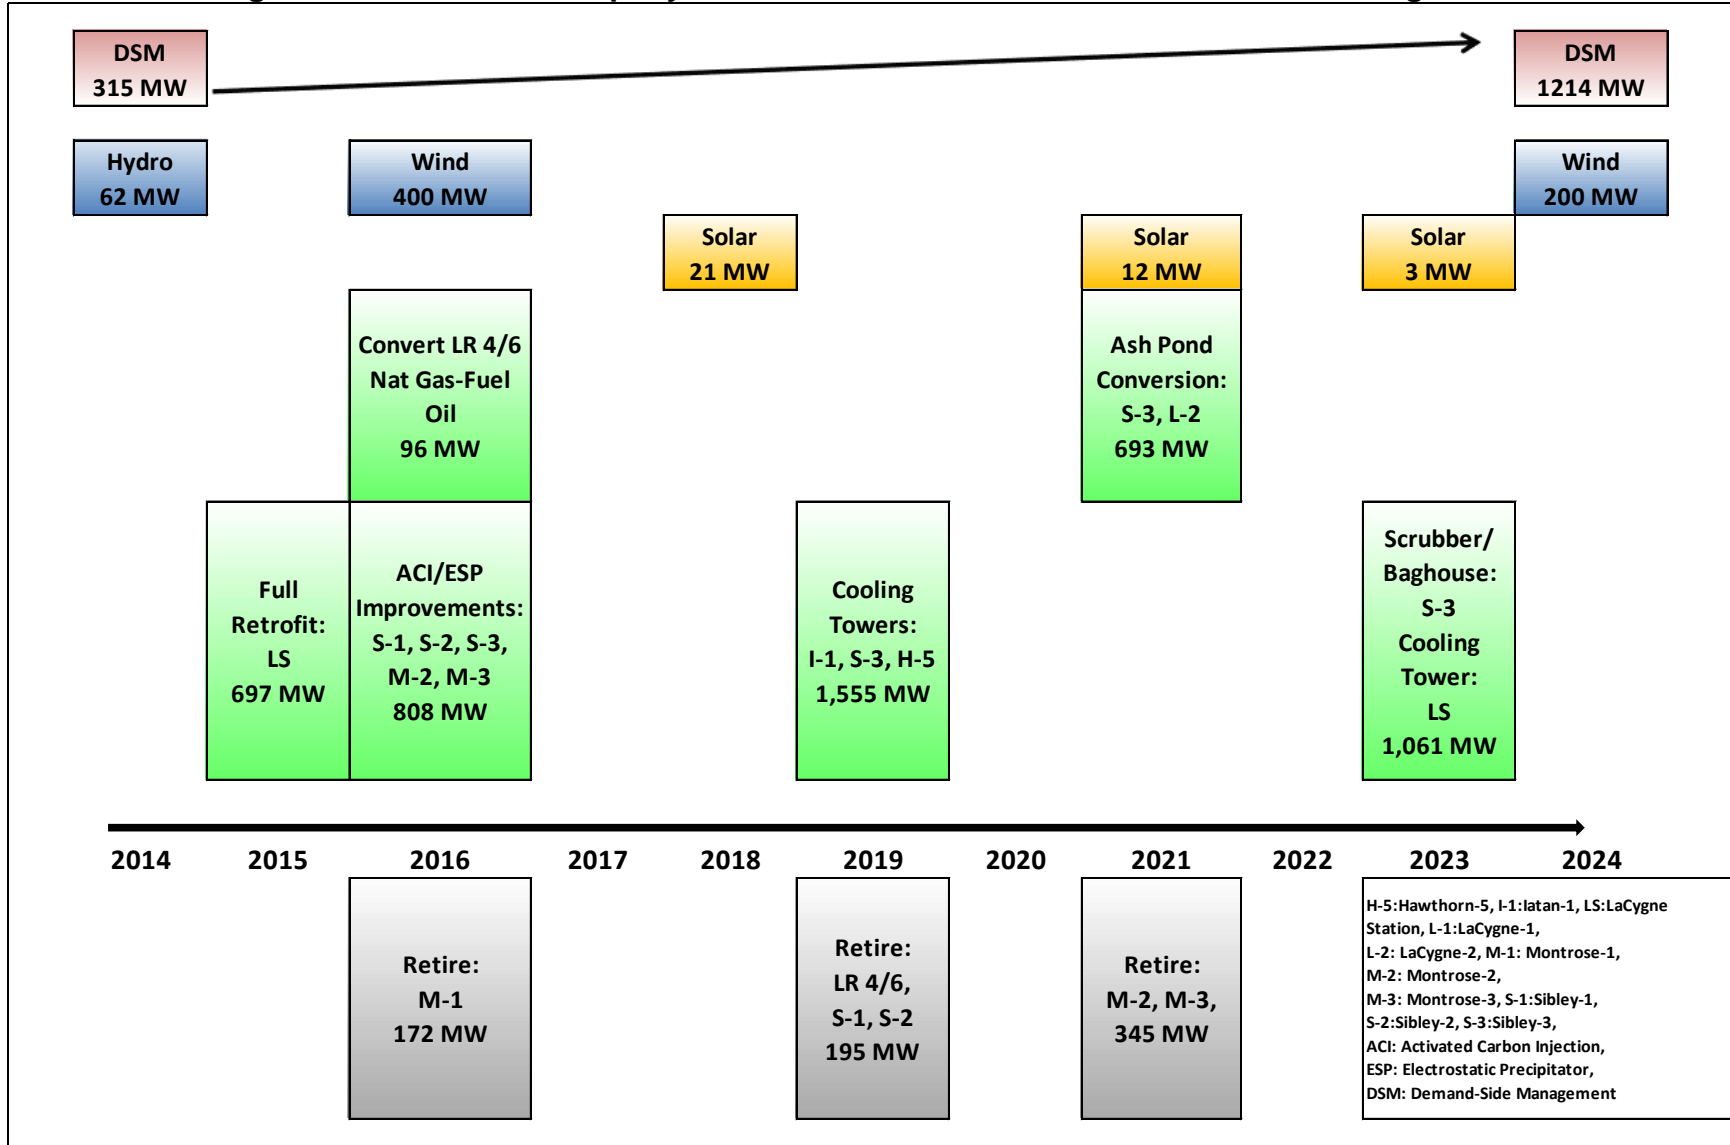 DSM
315 MW
DSM
1214 MW
Hydro
62 MW
Wind
400 MW
Wind
200 MW
Solar
21 MW
Solar
12 MW
Solar
3 MW
Convert LR 4/6
Nat Gas-Fuel
Oil
96 MW
Ash Pond
Conversion:
S-3, L-2
693 MW
Full
Retrofit:
LS
697 MW
ACI/ESP
Improvements:
S-1, S-2, S-3,
M-2, M-3
808 MW
Cooling
Towers:
I-1, S-3, H-5
1,555 MW
Scrubber/
Baghouse:
S-3
Cooling
Tower:
LS
1,061 MW
2014 2015 2016 2017 2018 2019 2020 2021 2022 2023 2024
Retire:
M-1
172 MW
Retire:
LR 4/6,
S-1, S-2
195 MW
Retire:
M-2, M-3,
345 MW
H-5:Hawthorn-5, I-1:Iatan-1, LS:LaCygne
Station, L-1:LaCygne-1,
L-2: LaCygne-2, M-1: Montrose-1,
M-2: Montrose-2,
M-3: Montrose-3, S-1:Sibley-1,
S-2:Sibley-2, S-3:Sibley-3,
ACI: Activated Carbon Injection,
ESP: Electrostatic Precipitator,
DSM: Demand-Side Management